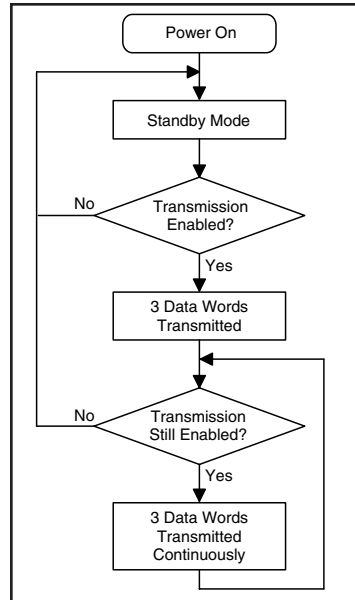 Power On
Standby Mode
Transmission
Enabled?
No
Yes
3 Data Words
Transmitted
Transmission
Still Enabled?
No
Yes
3 Data Words
Transmitted
Continuously